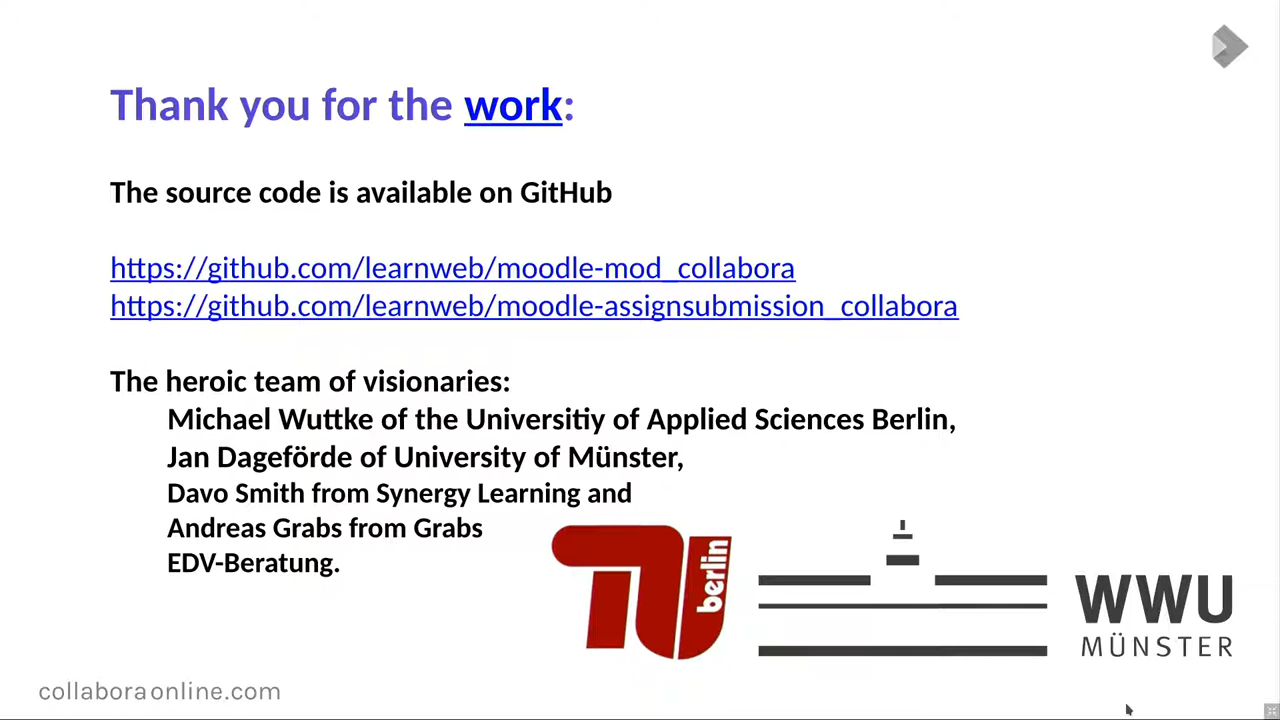 Thank you for the work:
The source code is available on GitHub
https://github.com/learnweb/moodle-mod_collabora
https://github.com/learnweb/moodle-assignsubmission_collabora
The heroic team of visionaries:
Michael Wuttke of the Universitiy of Applied Sciences Berlin,
Jan Dageförde of University of Münster,
Davo Smith from Synergy Learning and
Andreas Grabs from Grabs
EDV-Beratung.
TU berlin
WWU
MÜNSTER
collaboraonline.com